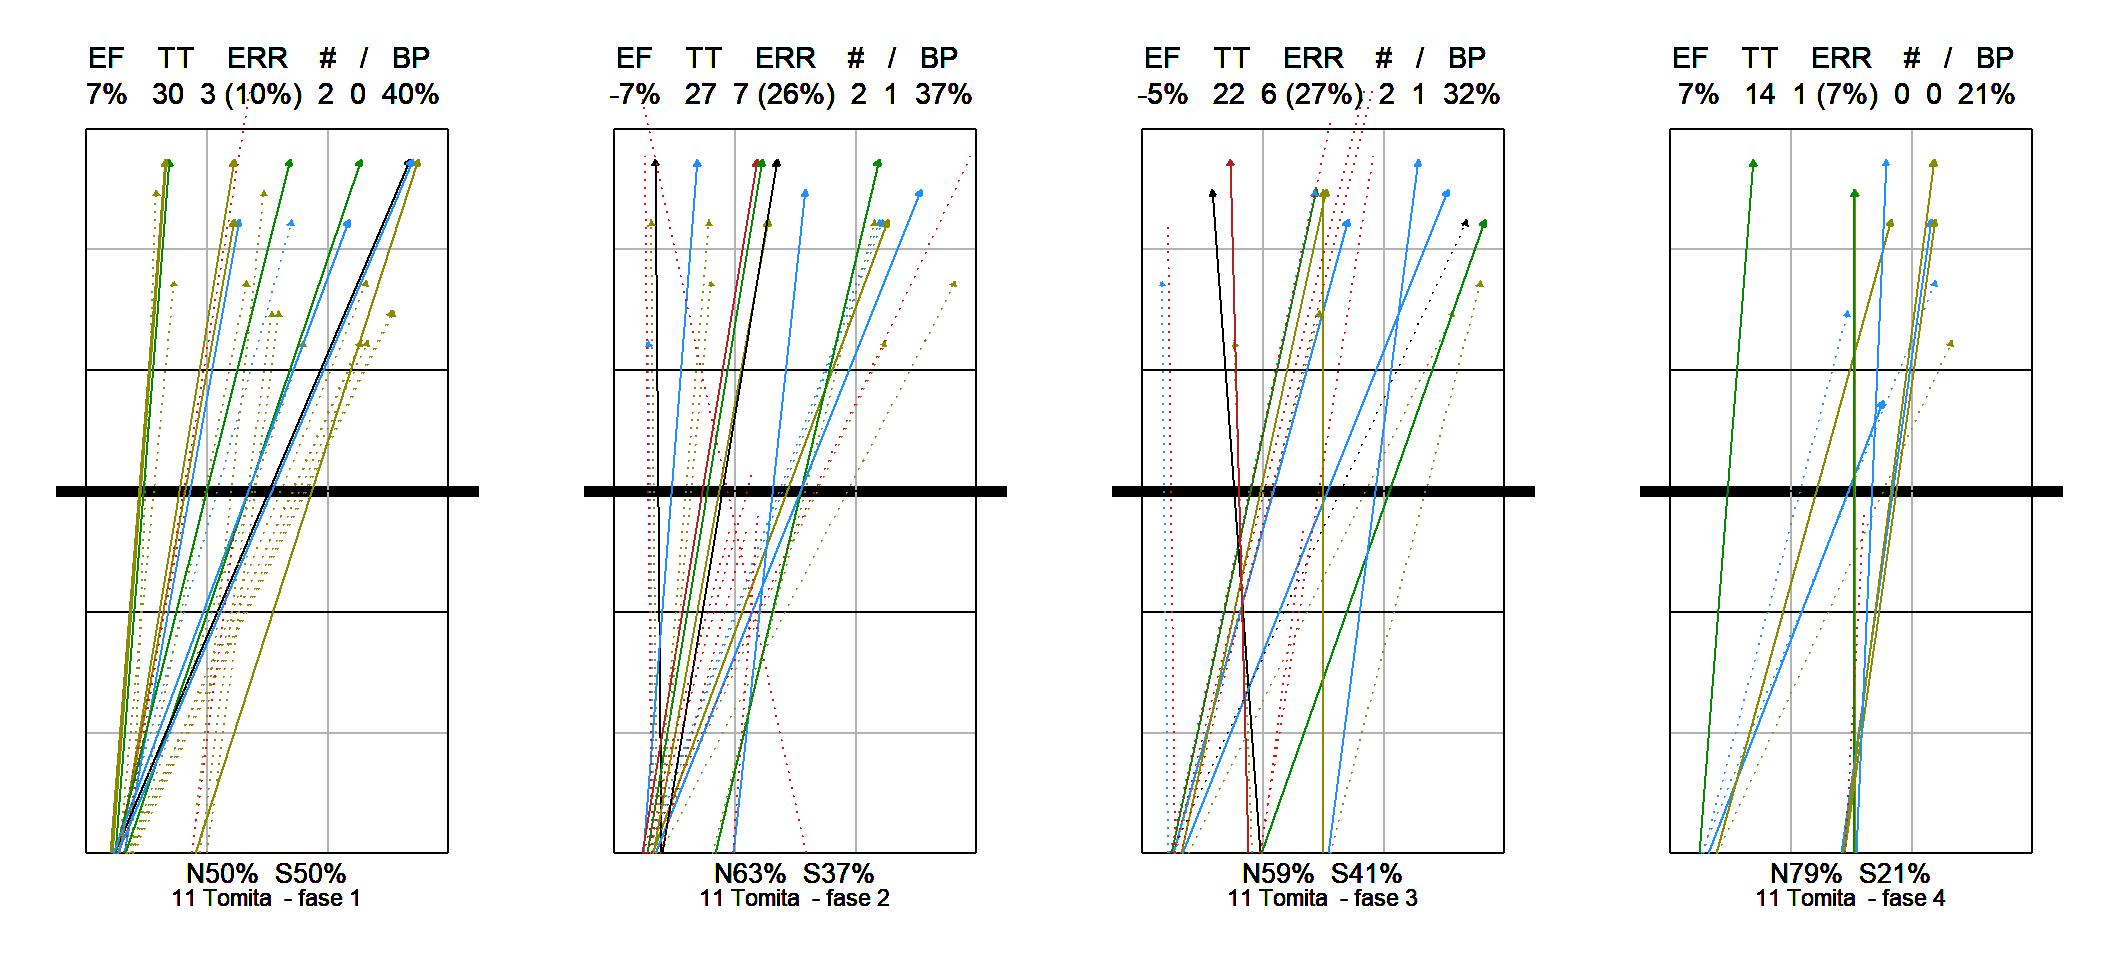 EF TT ERR # / BP
7% 30 3 (10%) 2 0 40%
N50% S50%
11 Tomita - fase 1
EF TT ERR # / BP
-7% 27 7 (26%) 2 1 37%
N63% S37%
11 Tomita - fase 2
EF TT ERR # / BP
-5% 22 6 (27%) 2 1 32%
N59% S41%
11 Tomita - fase 3
EF TT ERR # / BP
7% 14 1 (7%) 0 0 21%
N79% S21%
11 Tomita - fase 4